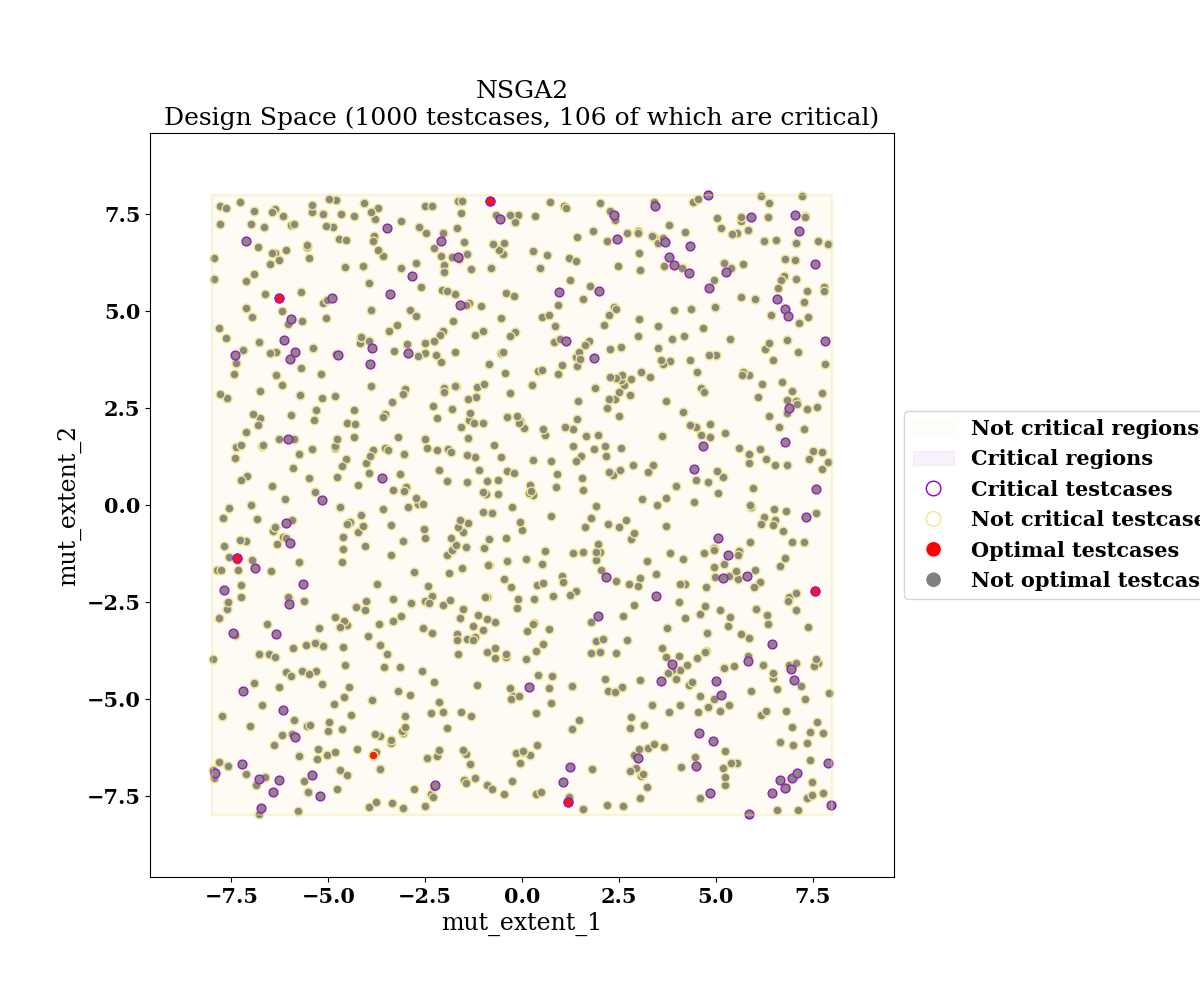 NSGA2
Design Space (1000 testcases, 106 of which are critical)
7.5
5.0
2.5
0.0
−2.5
−5.0
−7.5
mut_extent_2
−7.5 −5.0 −2.5 0.0 2.5 5.0 7.5
mut_extent_1
Not critical regions
Critical regions
Critical testcases
Not critical testcase
Optimal testcases
Not optimal testcas